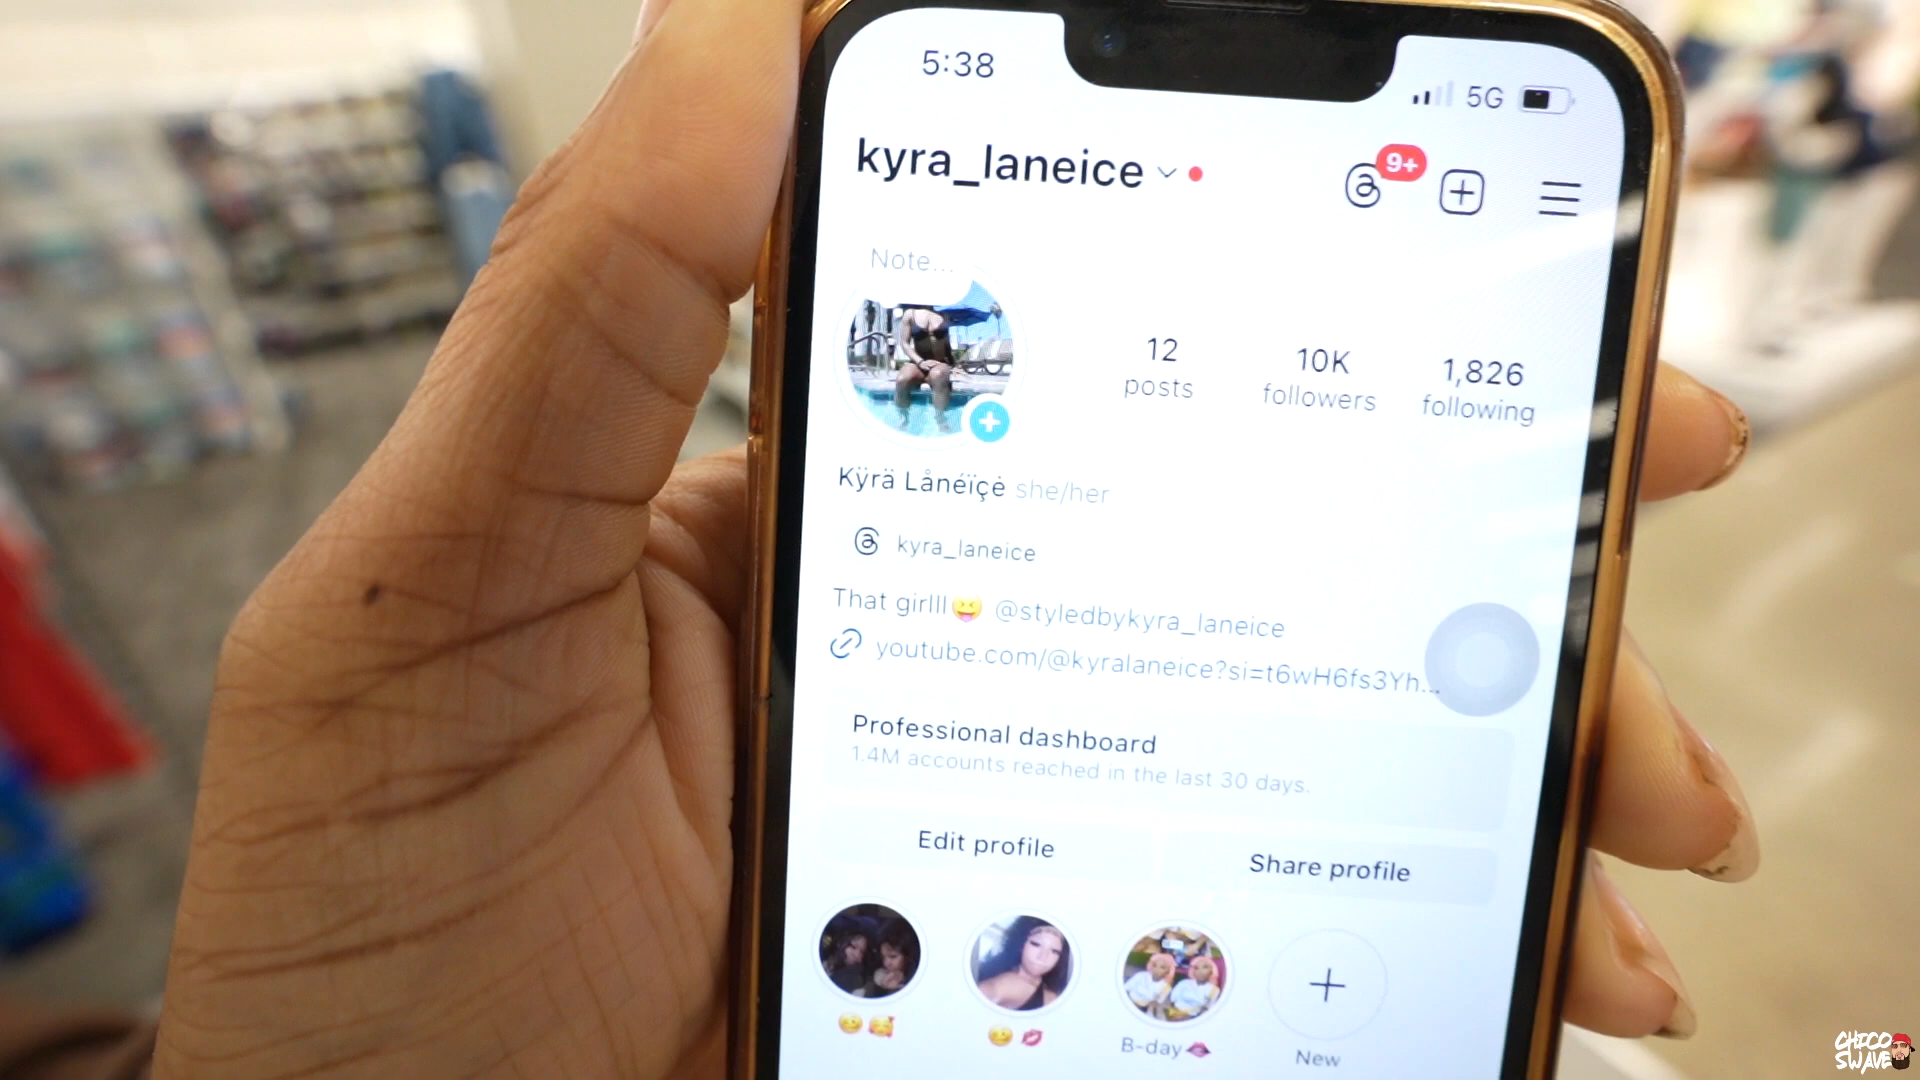 5:38
5G
kyra_laneice
9+
Note...
12
posts
10K
followers
1,826
following
Kÿrä Lånéïçė she/her
kyra_laneice
That girlll😝 @styledbykyra_laneice
youtube.com/@kyralaneice?si=t6wH6fs3Yh...
Professional dashboard
1.4M accounts reached in the last 30 days.
Edit profile
Share profile
B-day🫦
New
CHICO
SWAVE